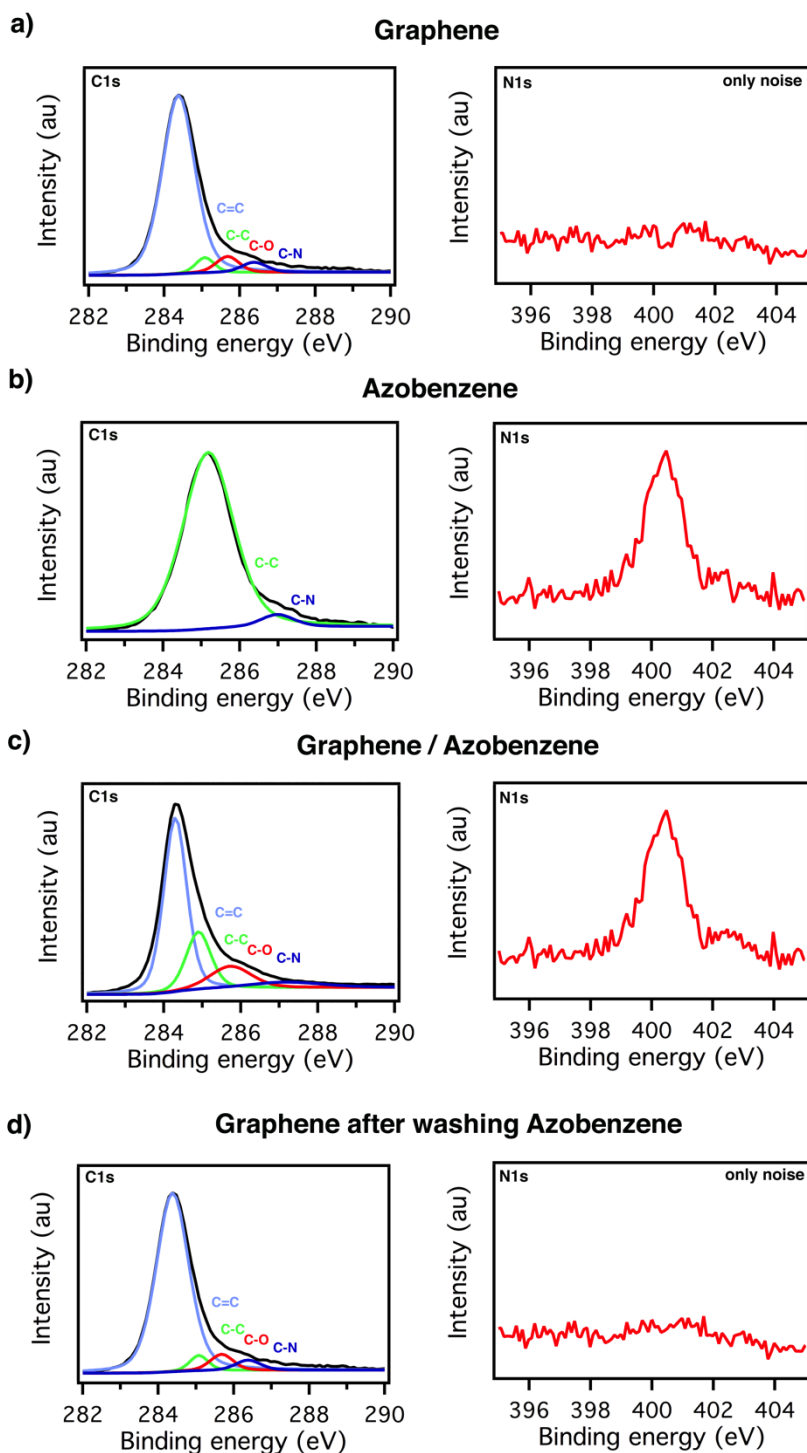 a)
Graphene
C1s
Intensity (au)
C=C
C-C
C-O
C-N
282 284 286 288 290
Binding energy (eV)
N1s
only noise
Intensity (au)
396 398 400 402 404
Binding energy (eV)
b)
Azobenzene
C1s
Intensity (au)
C-C
C-N
282 284 286 288 290
Binding energy (eV)
N1s
Intensity (au)
396 398 400 402 404
Binding energy (eV)
c)
Graphene / Azobenzene
C1s
Intensity (au)
C=C
C-C
C-O
C-N
282 284 286 288 290
Binding energy (eV)
N1s
Intensity (au)
396 398 400 402 404
Binding energy (eV)
d)
Graphene after washing Azobenzene
C1s
Intensity (au)
C=C
C-C
C-O
C-N
282 284 286 288 290
Binding energy (eV)
N1s
only noise
Intensity (au)
396 398 400 402 404
Binding energy (eV)